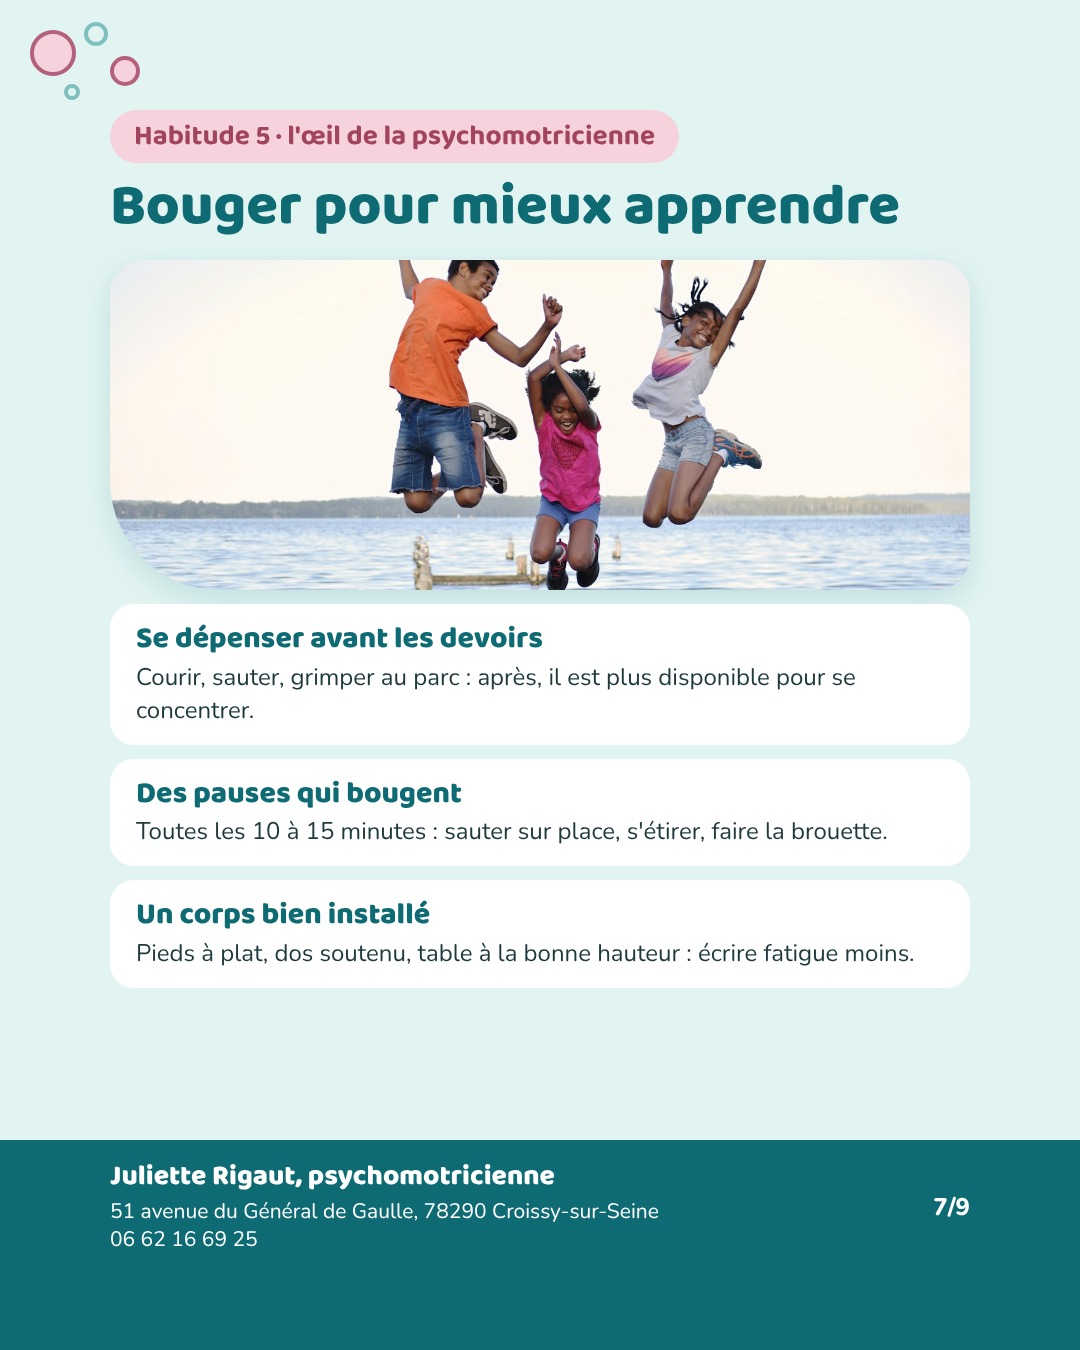 Habitude 5 · l'œil de la psychomotricienne
Bouger pour mieux apprendre
Se dépenser avant les devoirs
Courir, sauter, grimper au parc : après, il est plus disponible pour se
concentrer.
Des pauses qui bougent
Toutes les 10 à 15 minutes : sauter sur place, s'étirer, faire la brouette.
Un corps bien installé
Pieds à plat, dos soutenu, table à la bonne hauteur : écrire fatigue moins.
Juliette Rigaut, psychomotricienne
51 avenue du Général de Gaulle, 78290 Croissy-sur-Seine
06 62 16 69 25
7/9